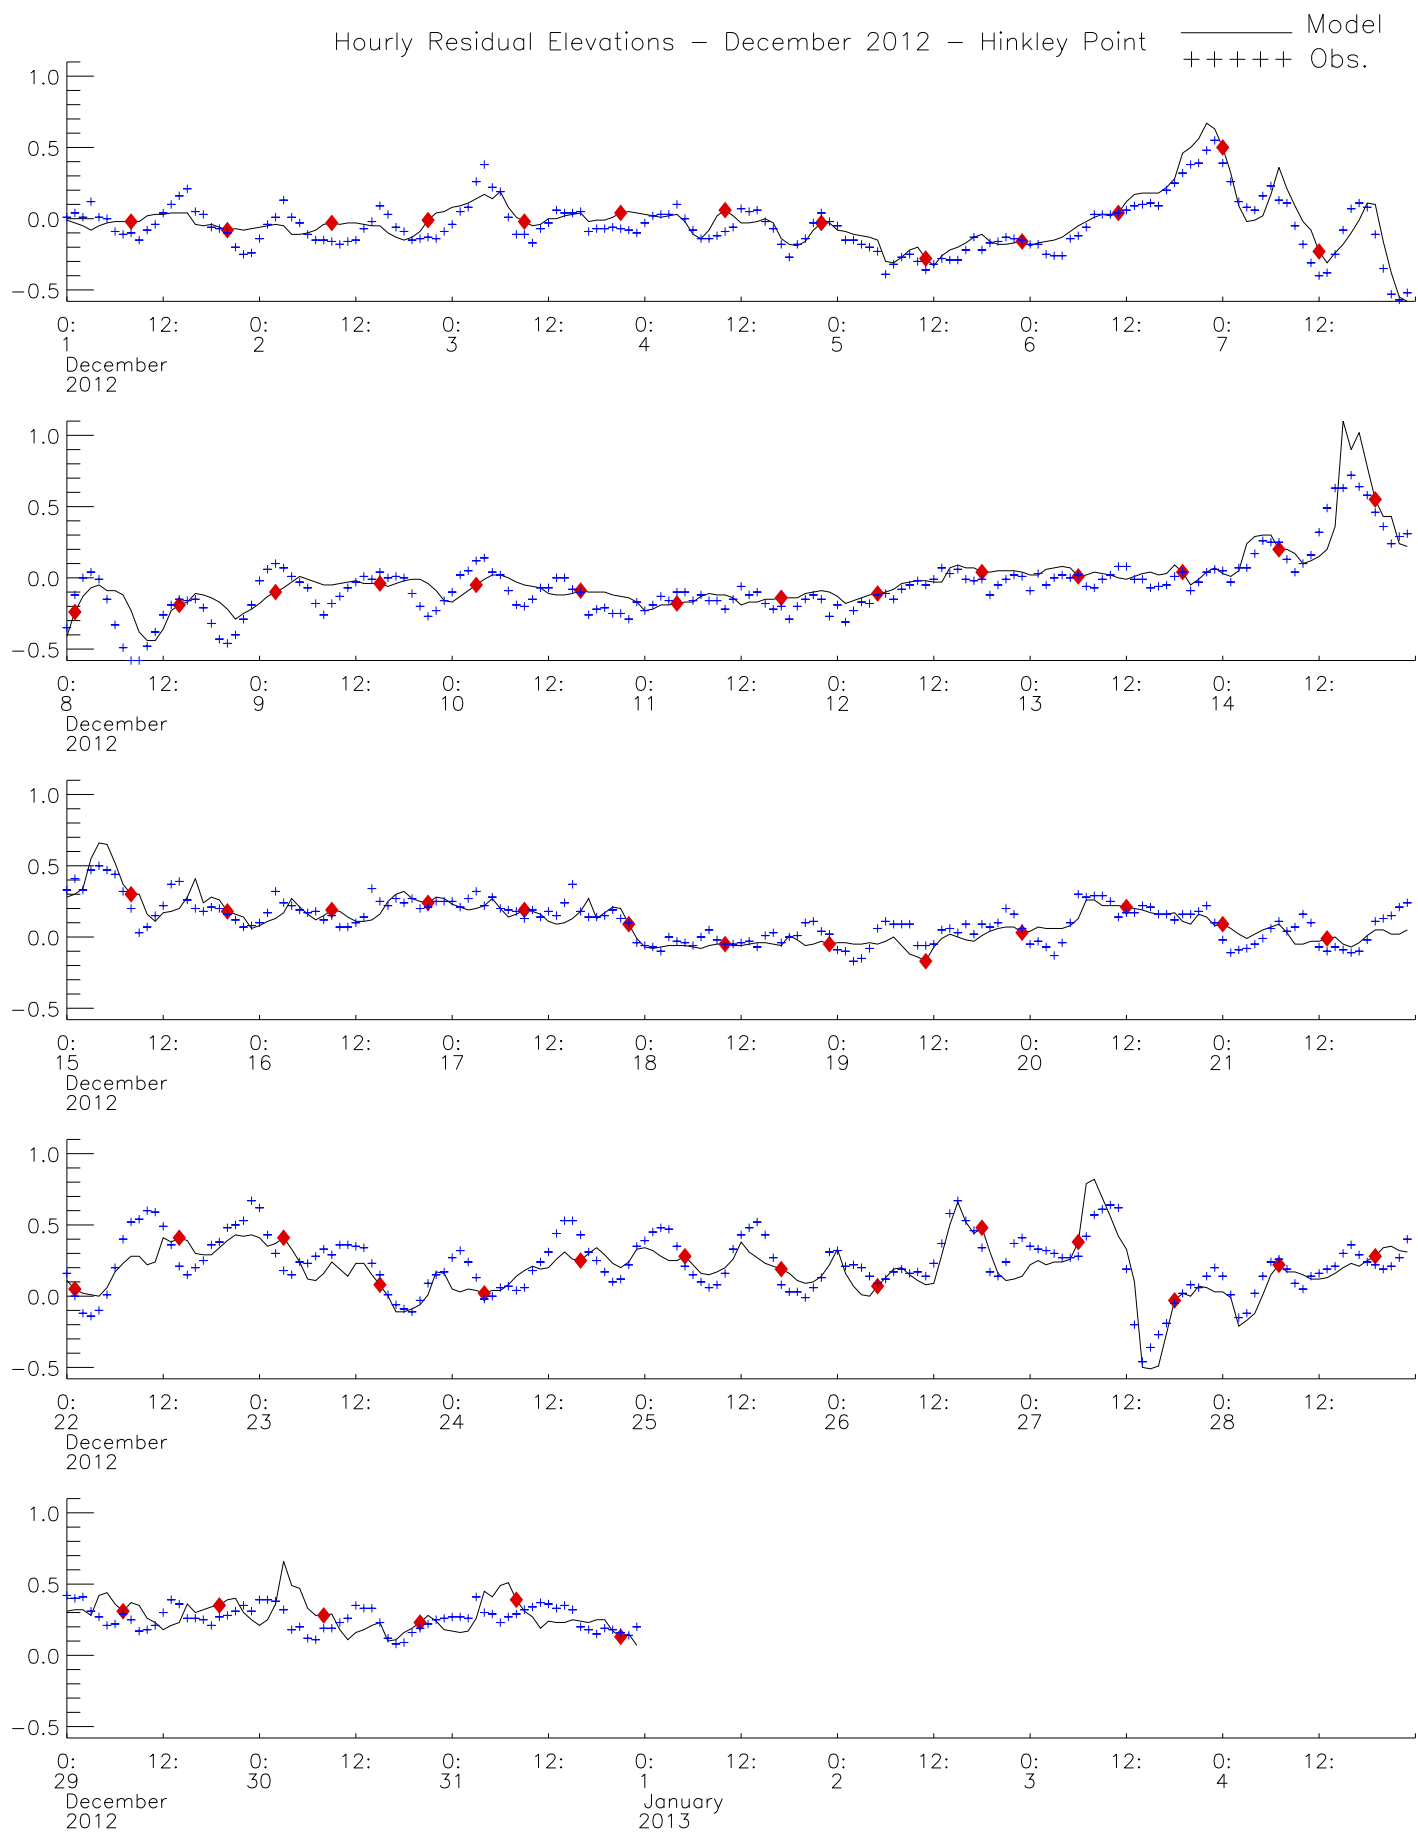 Hourly Residual Elevations − December 2012 − Hinkley Point
Model
+++++ Obs.
1.0
0.5
0.0
−0.5
0: 12: 0: 12: 0: 12: 0: 12: 0: 12: 0: 12: 0: 12:
1 2 3 4 5 6 7
December
2012
1.0
0.5
0.0
−0.5
0: 12: 0: 12: 0: 12: 0: 12: 0: 12: 0: 12: 0: 12:
8 9 10 11 12 13 14
December
2012
1.0
0.5
0.0
−0.5
0: 12: 0: 12: 0: 12: 0: 12: 0: 12: 0: 12: 0: 12:
15 16 17 18 19 20 21
December
2012
1.0
0.5
0.0
−0.5
0: 12: 0: 12: 0: 12: 0: 12: 0: 12: 0: 12: 0: 12:
22 23 24 25 26 27 28
December
2012
1.0
0.5
0.0
−0.5
0: 12: 0: 12: 0: 12: 0: 12: 0: 12: 0: 12: 0: 12:
29 30 31 1 2 3 4
December January
2012 2013